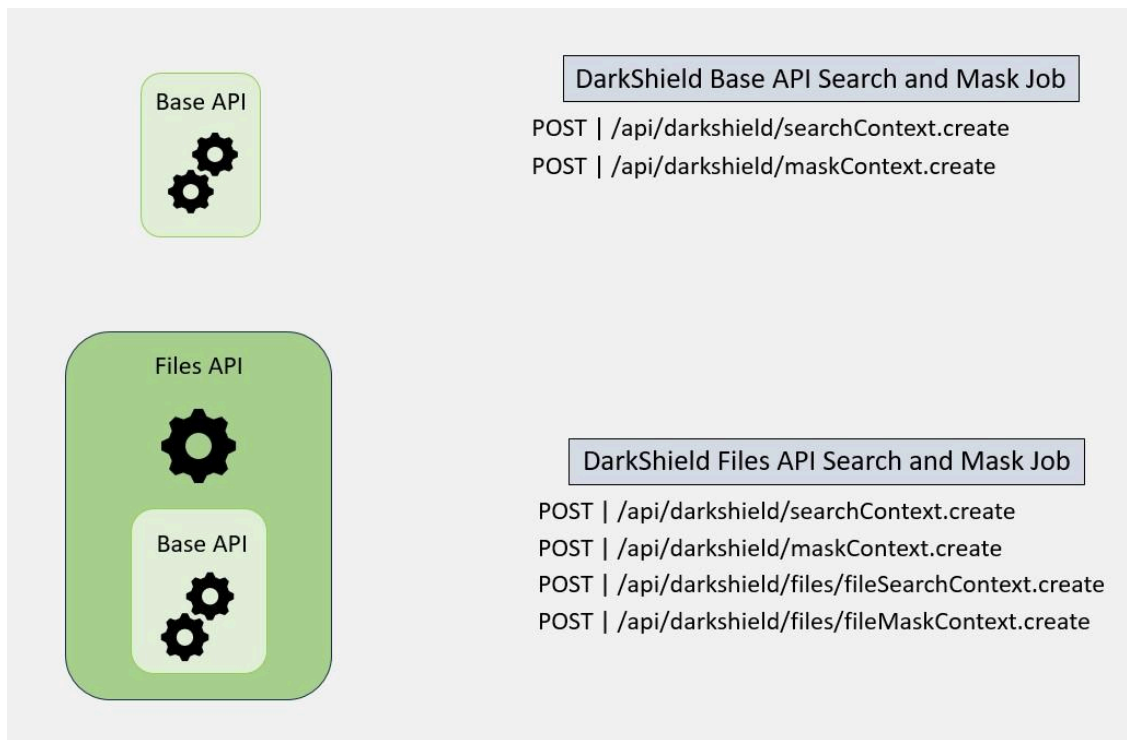 Base API
DarkShield Base API Search and Mask Job
POST | /api/darkshield/searchContext.create
POST | /api/darkshield/maskContext.create
Files API
Base API
DarkShield Files API Search and Mask Job
POST | /api/darkshield/searchContext.create
POST | /api/darkshield/maskContext.create
POST | /api/darkshield/files/fileSearchContext.create
POST | /api/darkshield/files/fileMaskContext.create